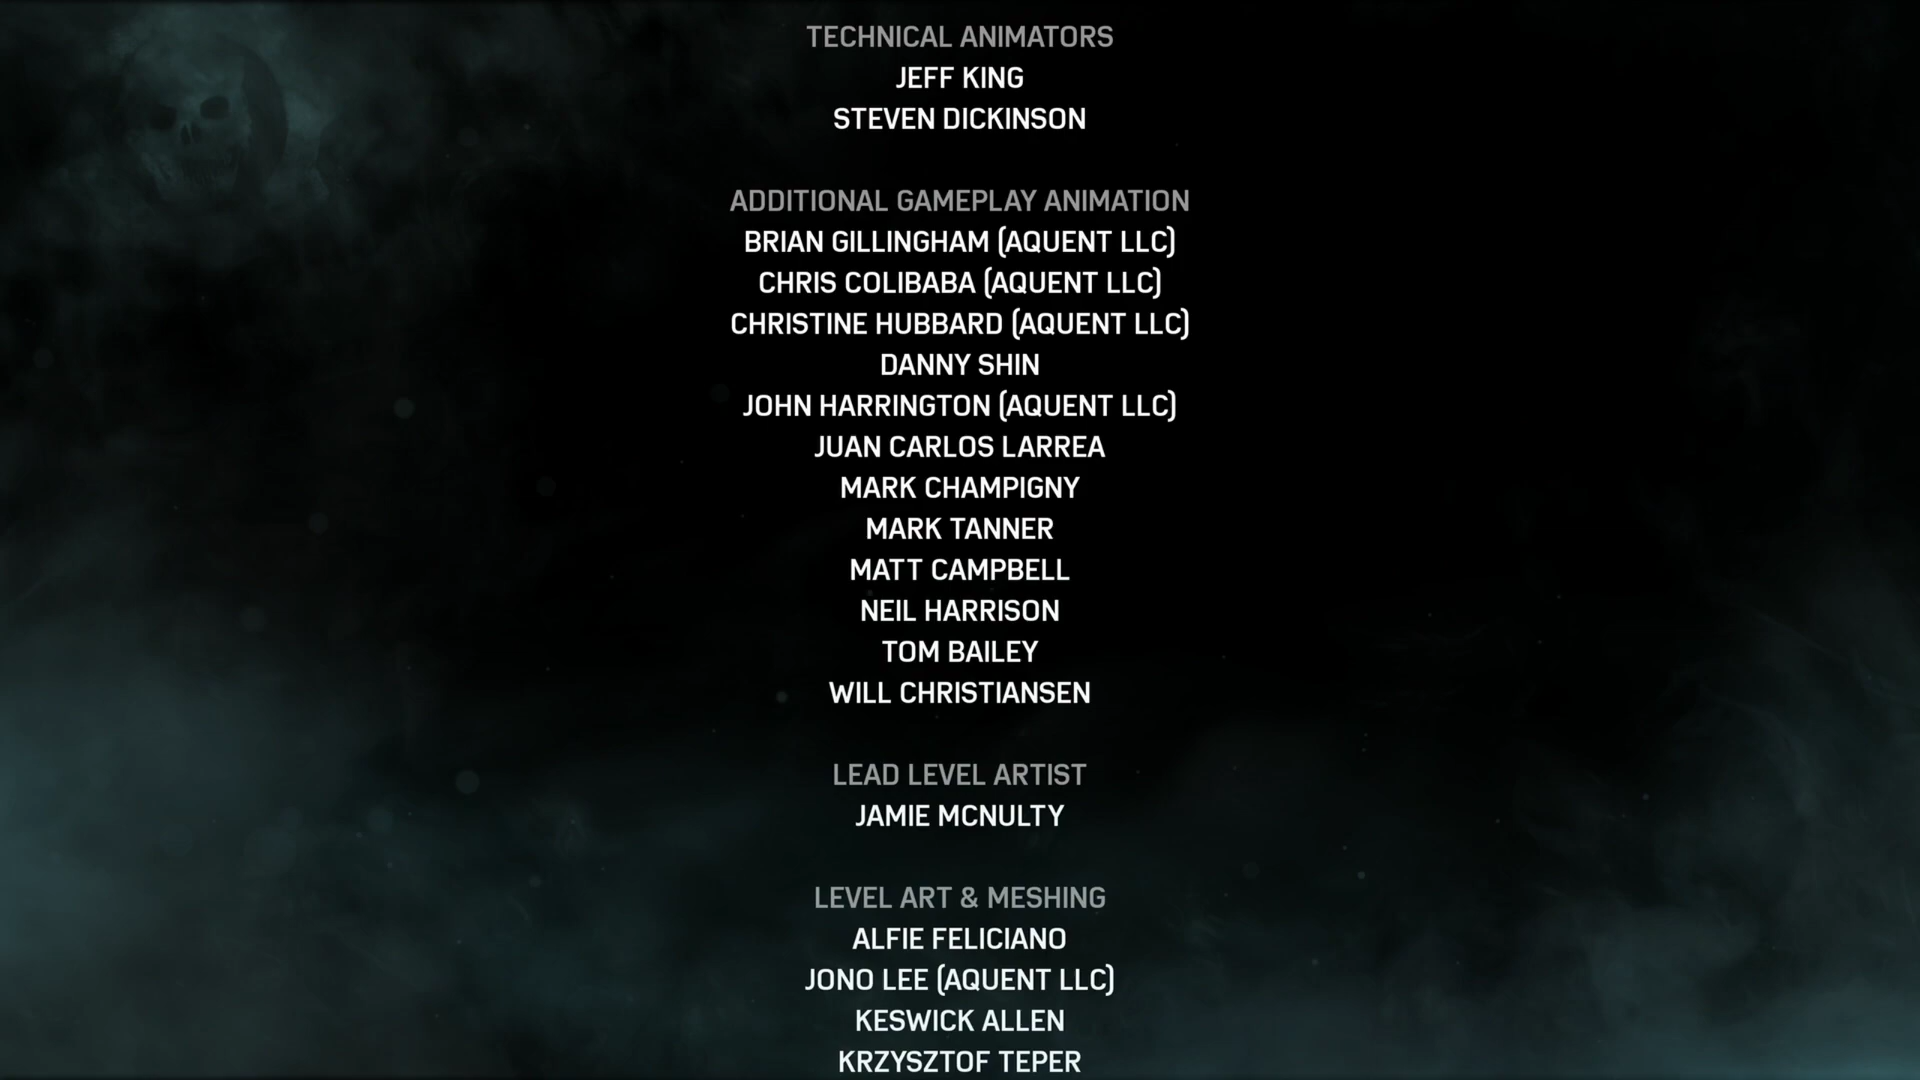 TECHNICAL ANIMATORS
JEFF KING
STEVEN DICKINSON
ADDITIONAL GAMEPLAY ANIMATION
BRIAN GILLINGHAM (AQUENT LLC)
CHRIS COLIBABA (AQUENT LLC)
CHRISTINE HUBBARD (AQUENT LLC)
DANNY SHIN
JOHN HARRINGTON (AQUENT LLC)
JUAN CARLOS LARREA
MARK CHAMPIGNY
MARK TANNER
MATT CAMPBELL
NEIL HARRISON
TOM BAILEY
WILL CHRISTIANSEN
LEAD LEVEL ARTIST
JAMIE MCNULTY
LEVEL ART & MESHING
ALFIE FELICIANO
JONO LEE (AQUENT LLC)
KESWICK ALLEN
KRZYSZTOF TEPER